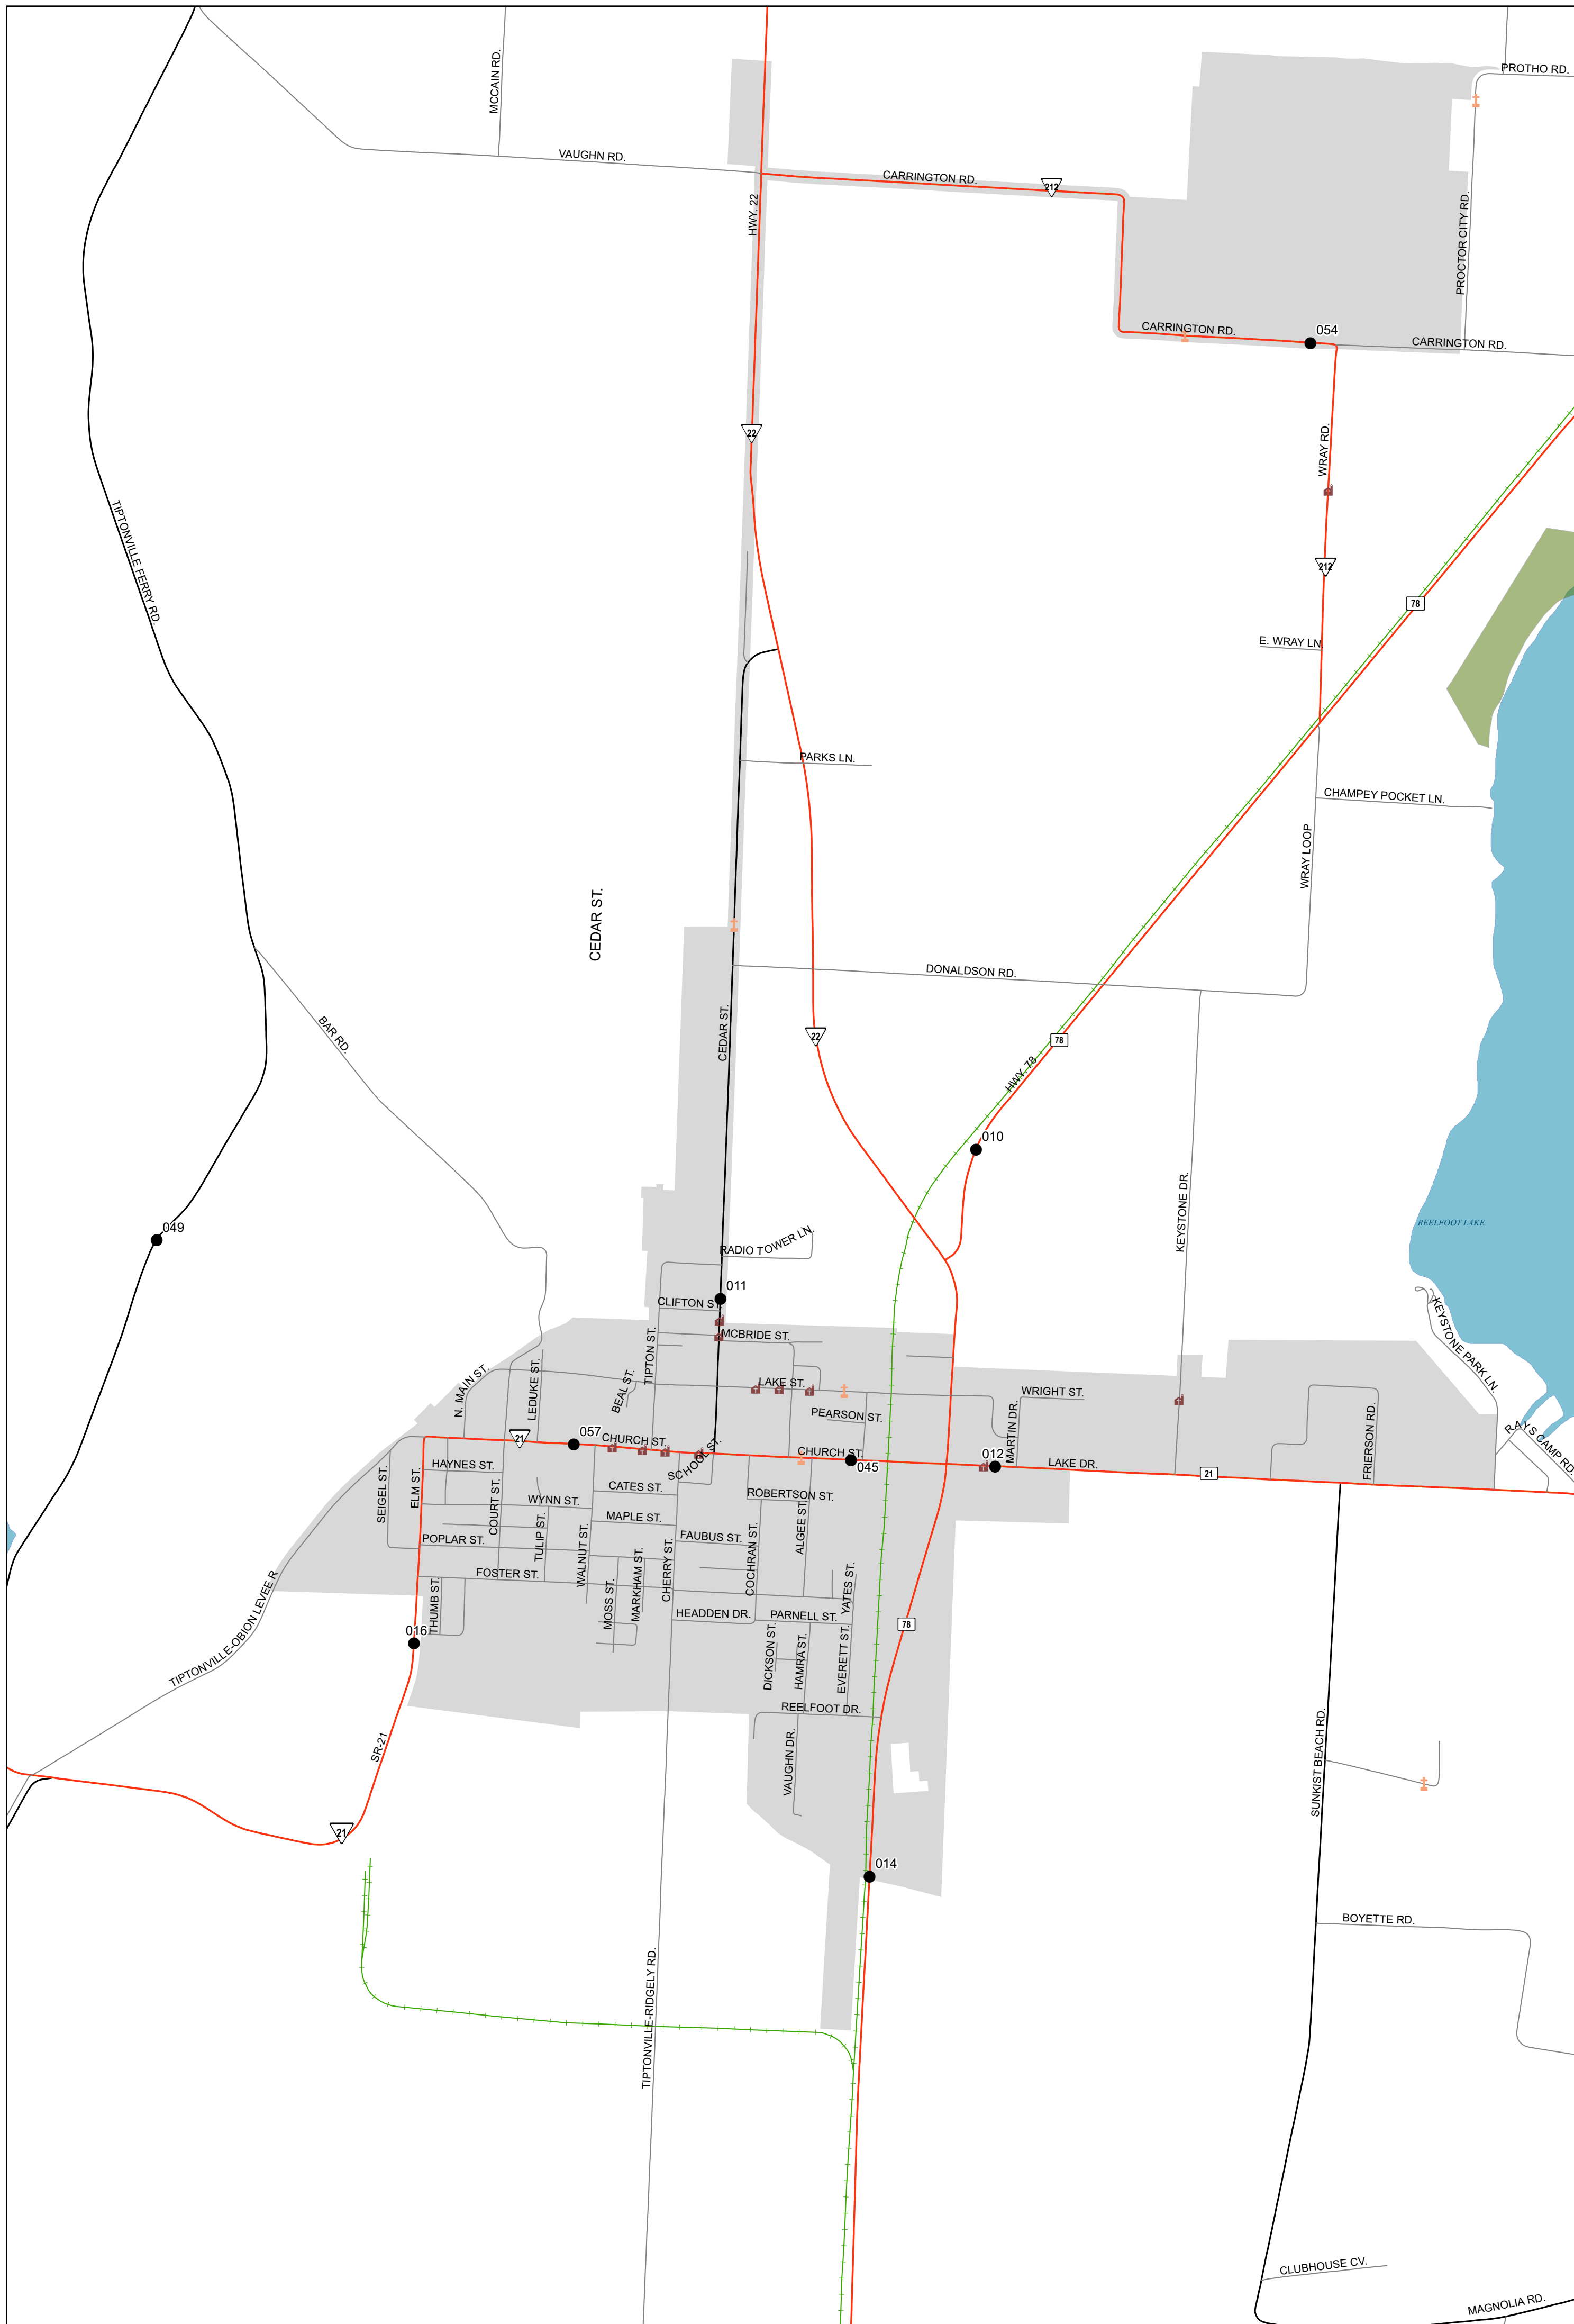 PROTHO RD.
MCCAIN RD.
VAUGHN RD.
CARRINGTON RD.
212
HWY. 22
PROCTOR CITY RD.
CARRINGTON RD.
054
CARRINGTON RD.
22
WRAY RD.
TIPTONVILLE FERRY RD.
212
78
E. WRAY LN.
PARKS LN.
CHAMPEY POCKET LN.
WRAY LOOP
CEDAR ST.
DONALDSON RD.
CEDAR ST.
BAR RD.
22
78
HWY. 78
010
KEYSTONE DR.
REELFOOT LAKE
049
RADIO TOWER LN.
011
CLIFTON ST.
MCBRIDE ST.
KEYSTONE PARK LN.
TIPTON ST.
N. MAIN ST.
LEDUKE ST.
BEAL ST.
LAKE ST.
WRIGHT ST.
PEARSON ST.
MARTIN DR.
FRIERSON RD.
RAYS CAMP RD.
21
057
CHURCH ST.
SCHOOL ST.
CHURCH ST.
045
012
LAKE DR.
21
SEIGEL ST.
ELM ST.
HAYNES ST.
COURT ST.
CATES ST.
ROBERTSON ST.
WYNN ST.
TULIP ST.
MAPLE ST.
WALNUT ST.
FAUBUS ST.
COCHRAN ST.
ALGEE ST.
POPLAR ST.
FOSTER ST.
CHERRY ST.
MARKHAM ST.
MOSS ST.
YATES ST.
THUMB ST.
HEADDEN DR.
PARNELL ST.
78
016
TIPTONVILLE-OBION LEVEE R
DICKSON ST.
HAMRA ST.
EVERETT ST.
REELFOOT DR.
SR-21
VAUGHN DR.
SUNKIST BEACH RD.
21
014
BOYETTE RD.
TIPTONVILLE-RIDGELY RD.
CLUBHOUSE CV.
MAGNOLIA RD.